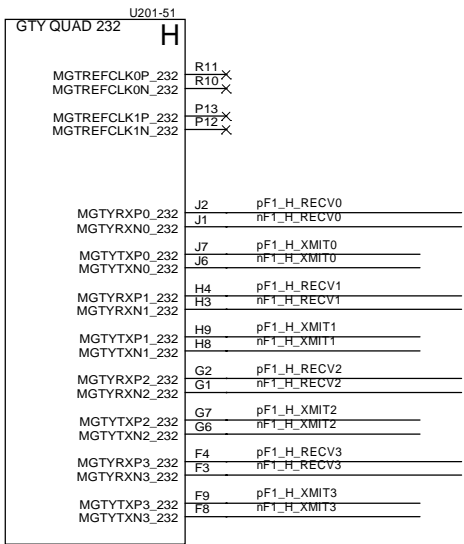 U201-51
GTY QUAD 232
H
MGTREFCLK0P_232 R11
MGTREFCLK0N_232 R10
MGTREFCLK1P_232 P13
MGTREFCLK1N_232 P12
MGTYRXP0_232 J2 pF1_H_RECV0
MGTYRXN0_232 J1 nF1_H_RECV0
MGTYTXP0_232 J7 pF1_H_XMIT0
MGTYTXN0_232 J6 nF1_H_XMIT0
MGTYRXP1_232 H4 pF1_H_RECV1
MGTYRXN1_232 H3 nF1_H_RECV1
MGTYTXP1_232 H9 pF1_H_XMIT1
MGTYTXN1_232 H8 nF1_H_XMIT1
MGTYRXP2_232 G2 pF1_H_RECV2
MGTYRXN2_232 G1 nF1_H_RECV2
MGTYTXP2_232 G7 pF1_H_XMIT2
MGTYTXN2_232 G6 nF1_H_XMIT2
MGTYRXP3_232 F4 pF1_H_RECV3
MGTYRXN3_232 F3 nF1_H_RECV3
MGTYTXP3_232 F9 pF1_H_XMIT3
MGTYTXN3_232 F8 nF1_H_XMIT3